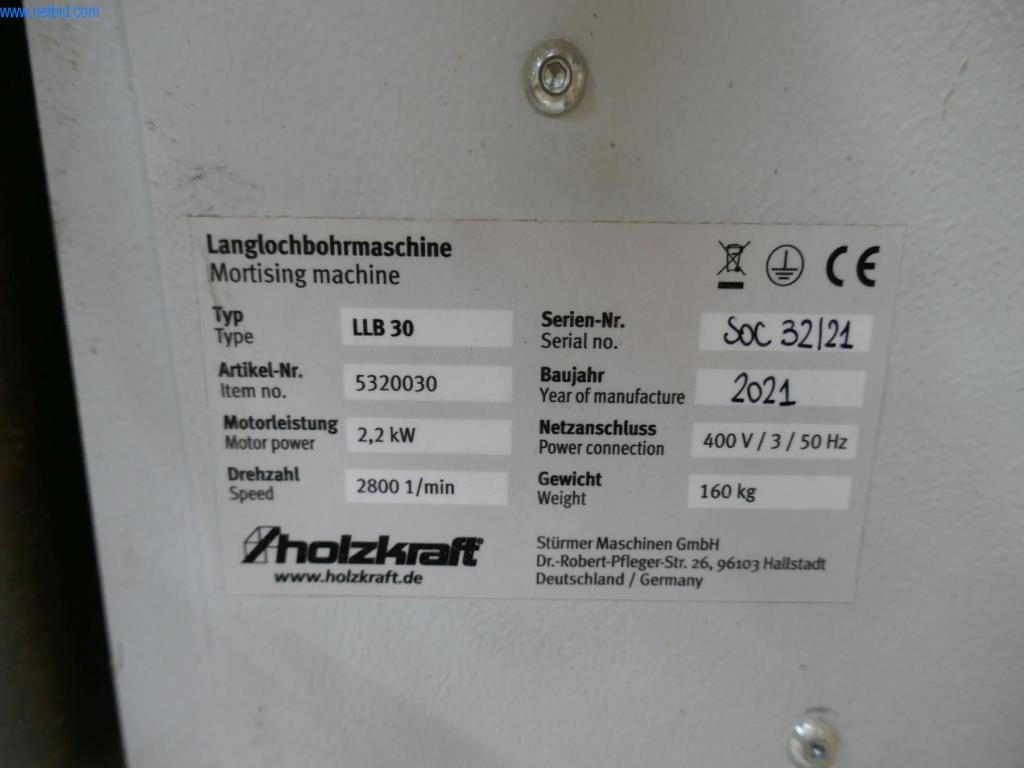 www.netbid.com
Langlochbohrmaschine
Mortising machine
CE
Typ
Type
LLB 30
Artikel-Nr.
Item no.
5320030
Motorleistung
Motor power
2,2 kW
Drehzahl
Speed
2800 1/min
Serien-Nr.
Serial no.
SOC 32/21
Baujahr
Year of manufacture
2021
Netzanschluss
Power connection
400 V / 3 / 50 Hz
Gewicht
Weight
160 kg
holzkraft
www.holzkraft.de
Stürmer Maschinen GmbH
Dr.-Robert-Pfleger-Str. 26, 96103 Hallstadt
Deutschland / Germany